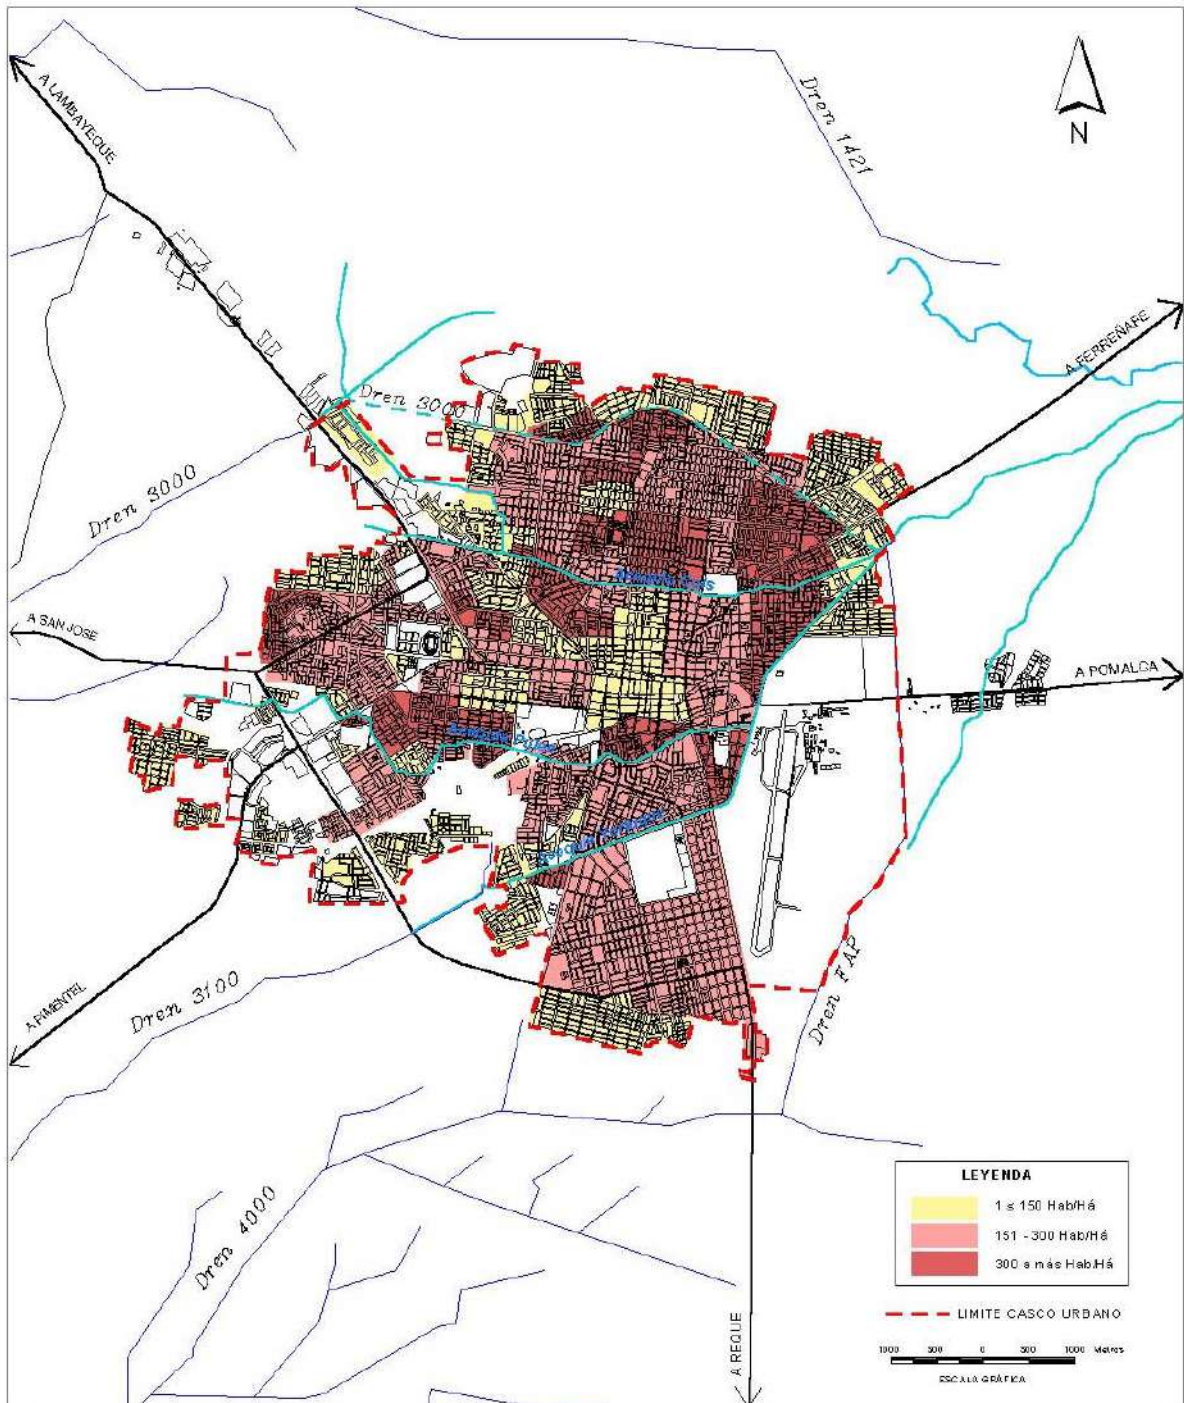 A LAMBAYEQUE
Dren 1421
N
A FERREÑAFE
Dren 3000
Dren 3000
A SAN JOSE
A POMALCA
A PIMENTEL
Dren 3100
Dren FAP
Dren 4000
A REQUE
LEYENDA
1 ≤ 150 Hab/Há
151 - 300 Hab/Há
300 a más Hab/Há
LIMITE CASCO URBANO
1000 500 0 500 1000 Metros
ESCALA GRÁFICA